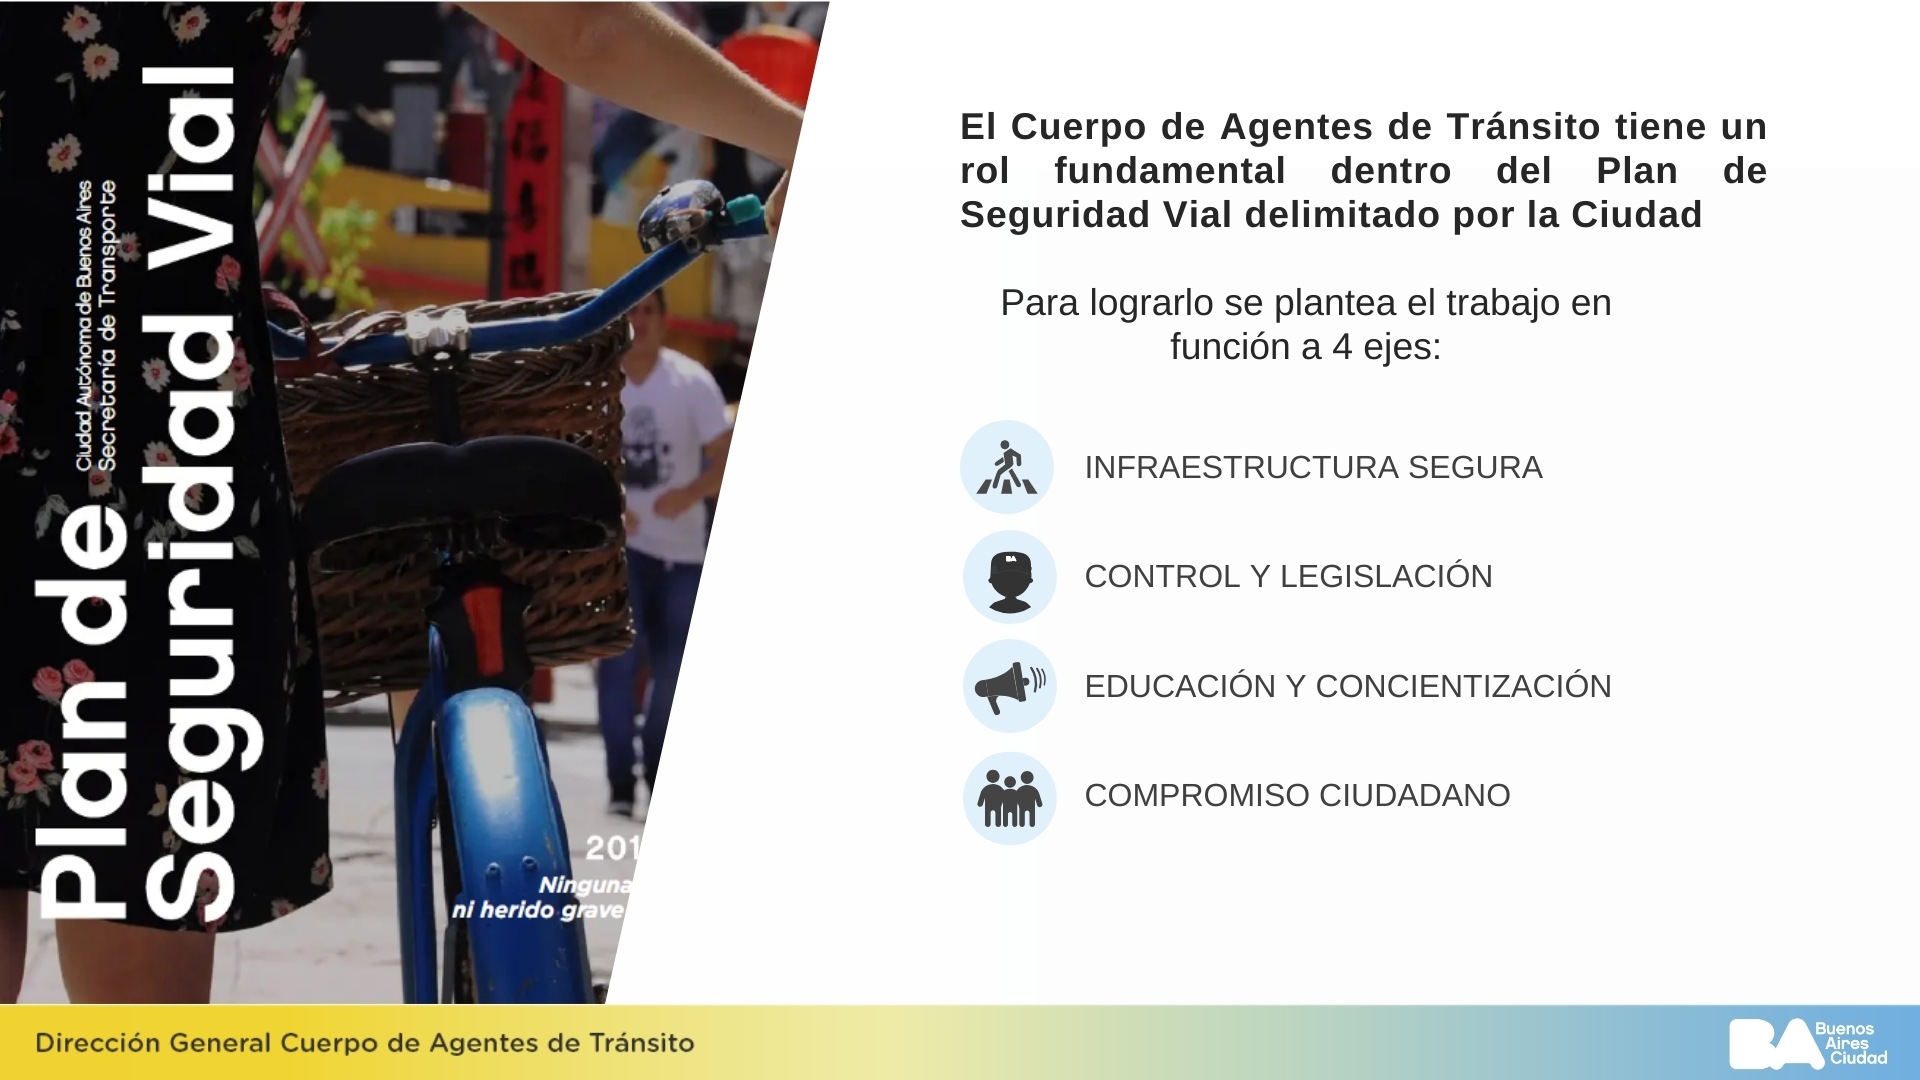 Plan de
Seguridad Vial
Ciudad Autónoma de Buenos Aires
Secretaría de Transporte
201
Ninguna
ni herido grave
El Cuerpo de Agentes de Tránsito tiene un
rol fundamental dentro del Plan de
Seguridad Vial delimitado por la Ciudad
Para lograrlo se plantea el trabajo en
función a 4 ejes:
INFRAESTRUCTURA SEGURA
CONTROL Y LEGISLACIÓN
EDUCACIÓN Y CONCIENTIZACIÓN
COMPROMISO CIUDADANO
Dirección General Cuerpo de Agentes de Tránsito
BA Buenos
Aires
Ciudad